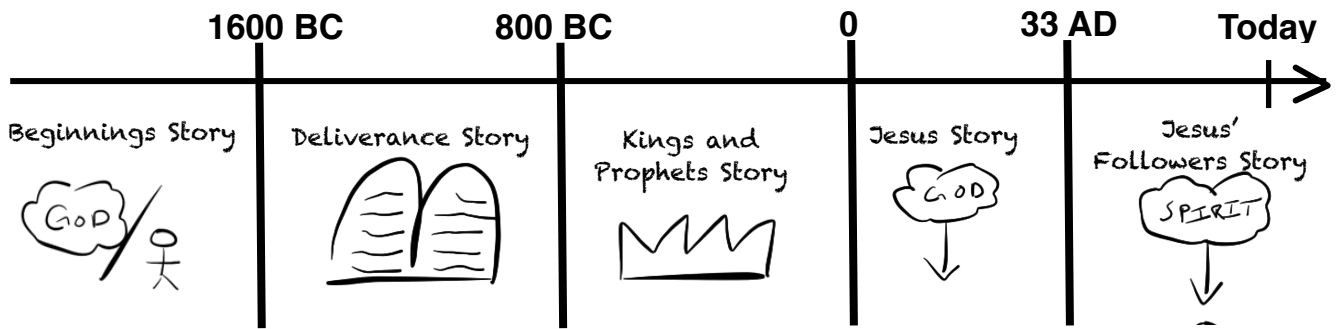 1600 BC
800 BC
0
33 AD
Today
Beginnings Story
Deliverance Story
Kings and
Prophets Story
Jesus Story
Jesus'
Followers Story
GOD
GOD
SPIRIT